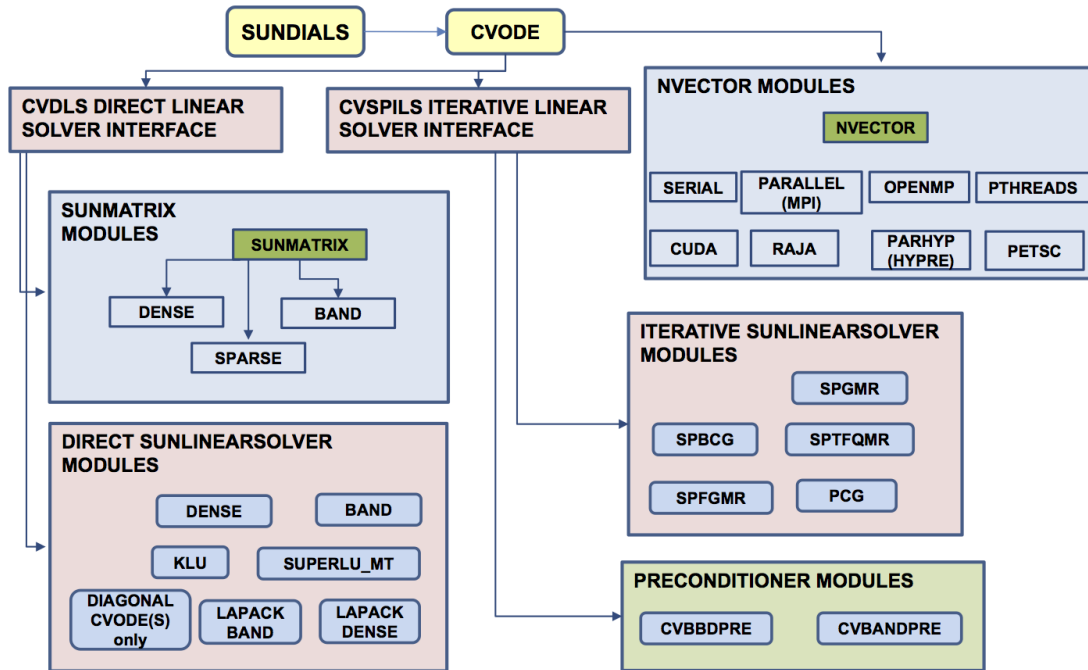 SUNDIALS
CVODE
CVDLS DIRECT LINEAR
SOLVER INTERFACE
CVSPILS ITERATIVE LINEAR
SOLVER INTERFACE
NVECTOR MODULES
NVECTOR
SERIAL
PARALLEL
(MPI)
OPENMP
PTHREADS
CUDA
RAJA
PARHYP
(HYPRE)
PETSC
SUNMATRIX
MODULES
SUNMATRIX
DENSE
BAND
SPARSE
ITERATIVE SUNLINEARSOLVER
MODULES
SPGMR
SPBCG
SPTFQMR
SPFGMR
PCG
DIRECT SUNLINEARSOLVER
MODULES
DENSE
BAND
KLU
SUPERLU_MT
DIAGONAL
CVODE(S)
only
LAPACK
BAND
LAPACK
DENSE
PRECONDITIONER MODULES
CVBBDPRE
CVBANDPRE